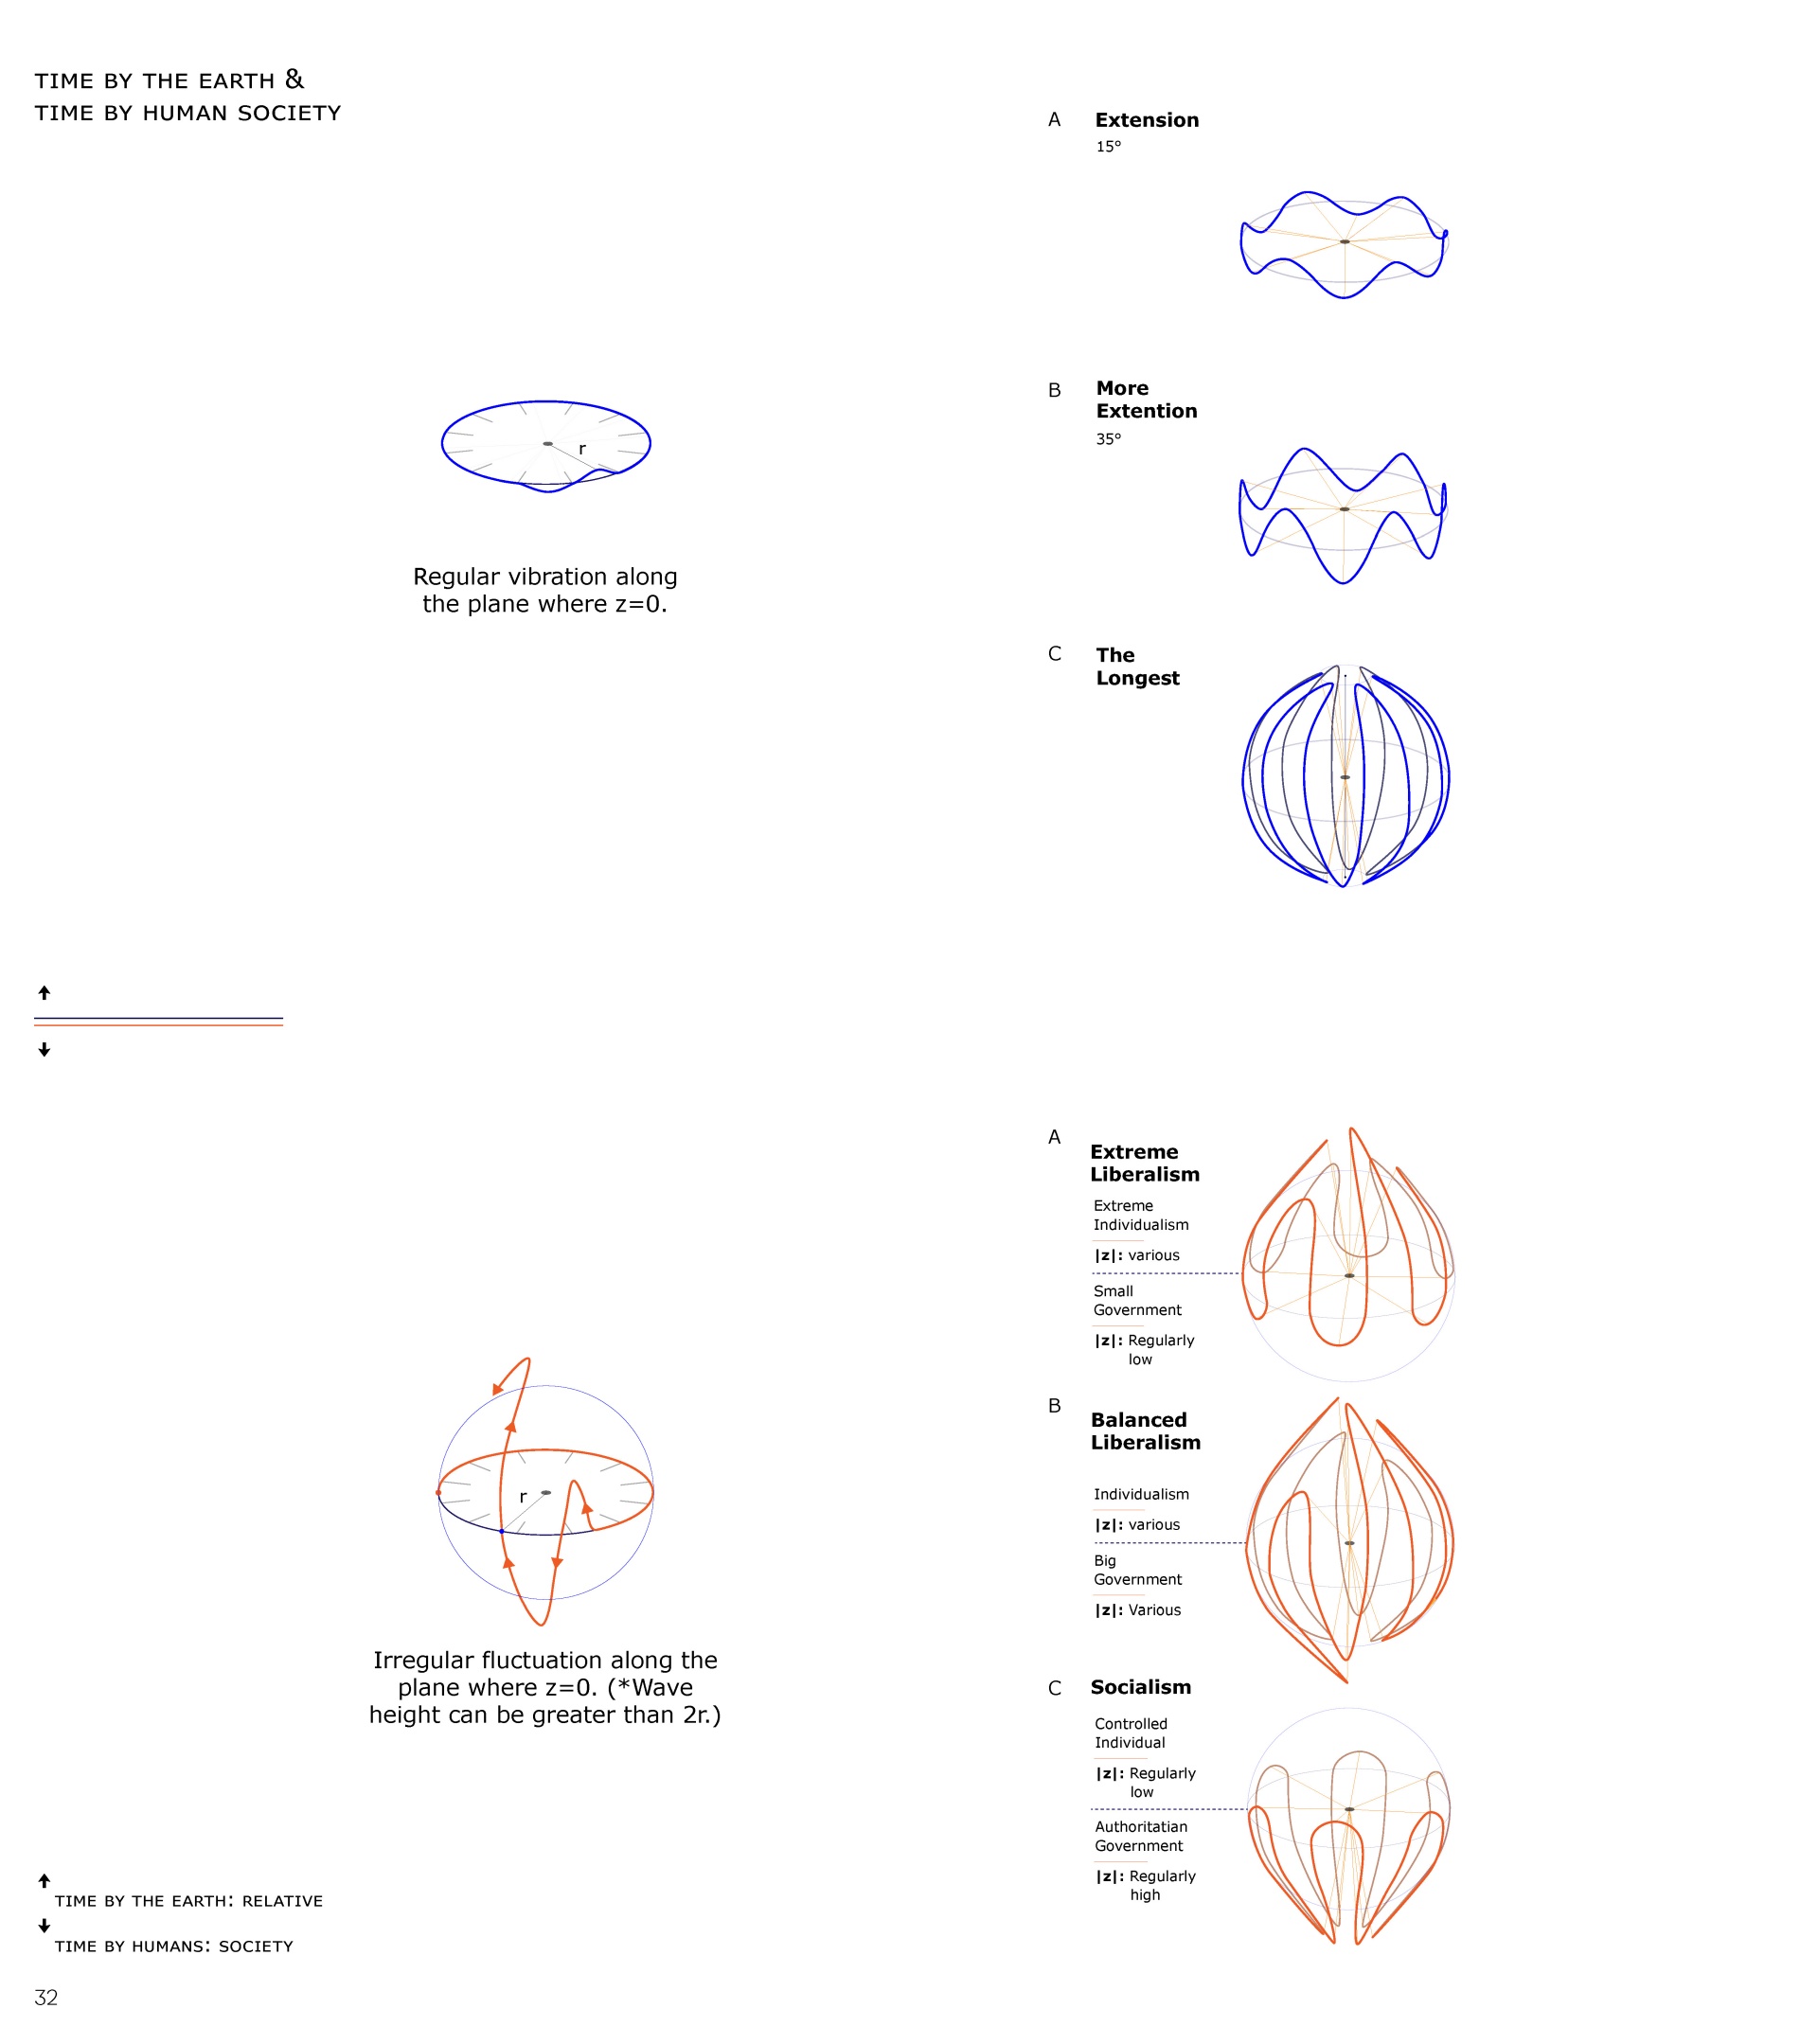 TIME BY THE EARTH &
TIME BY HUMAN SOCIETY
r
Regular vibration along
the plane where z=0.
A
Extension
15°
B
More
Extention
35°
C
The
Longest
r
Irregular fluctuation along the
plane where z=0. (*Wave
height can be greater than 2r.)
A
Extreme
Liberalism
Extreme
Individualism
|z|: various
Small
Government
|z|: Regularly
low
B
Balanced
Liberalism
Individualism
|z|: various
Big
Government
|z|: Various
C
Socialism
Controlled
Individual
|z|: Regularly
low
Authoritatian
Government
|z|: Regularly
high
TIME BY THE EARTH: RELATIVE
TIME BY HUMANS: SOCIETY
32